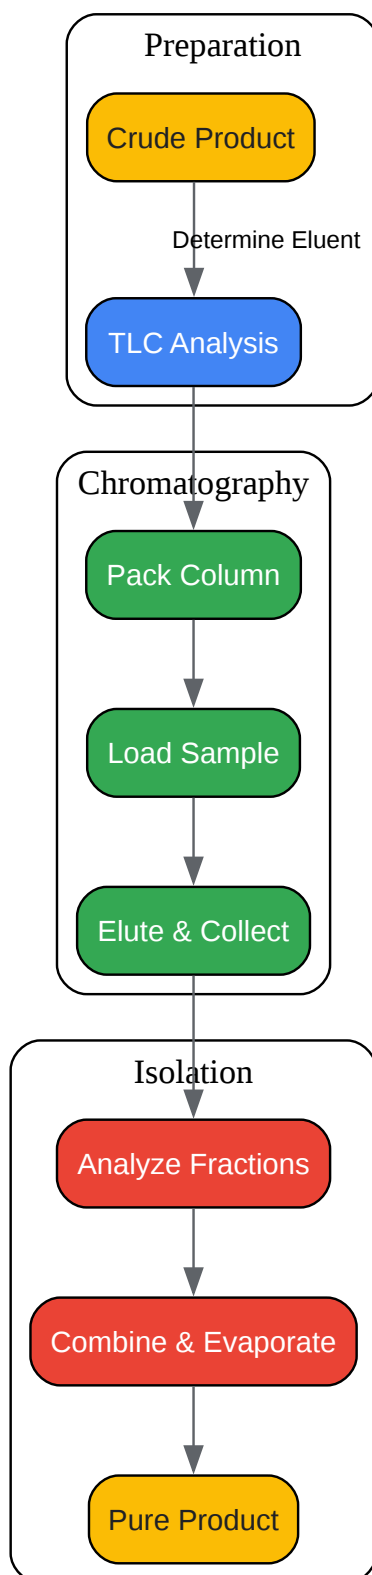 Preparation
Crude Product
Determine Eluent
TLC Analysis
Chromatography
Pack Column
Load Sample
Elute & Collect
Isolation
Analyze Fractions
Combine & Evaporate
Pure Product